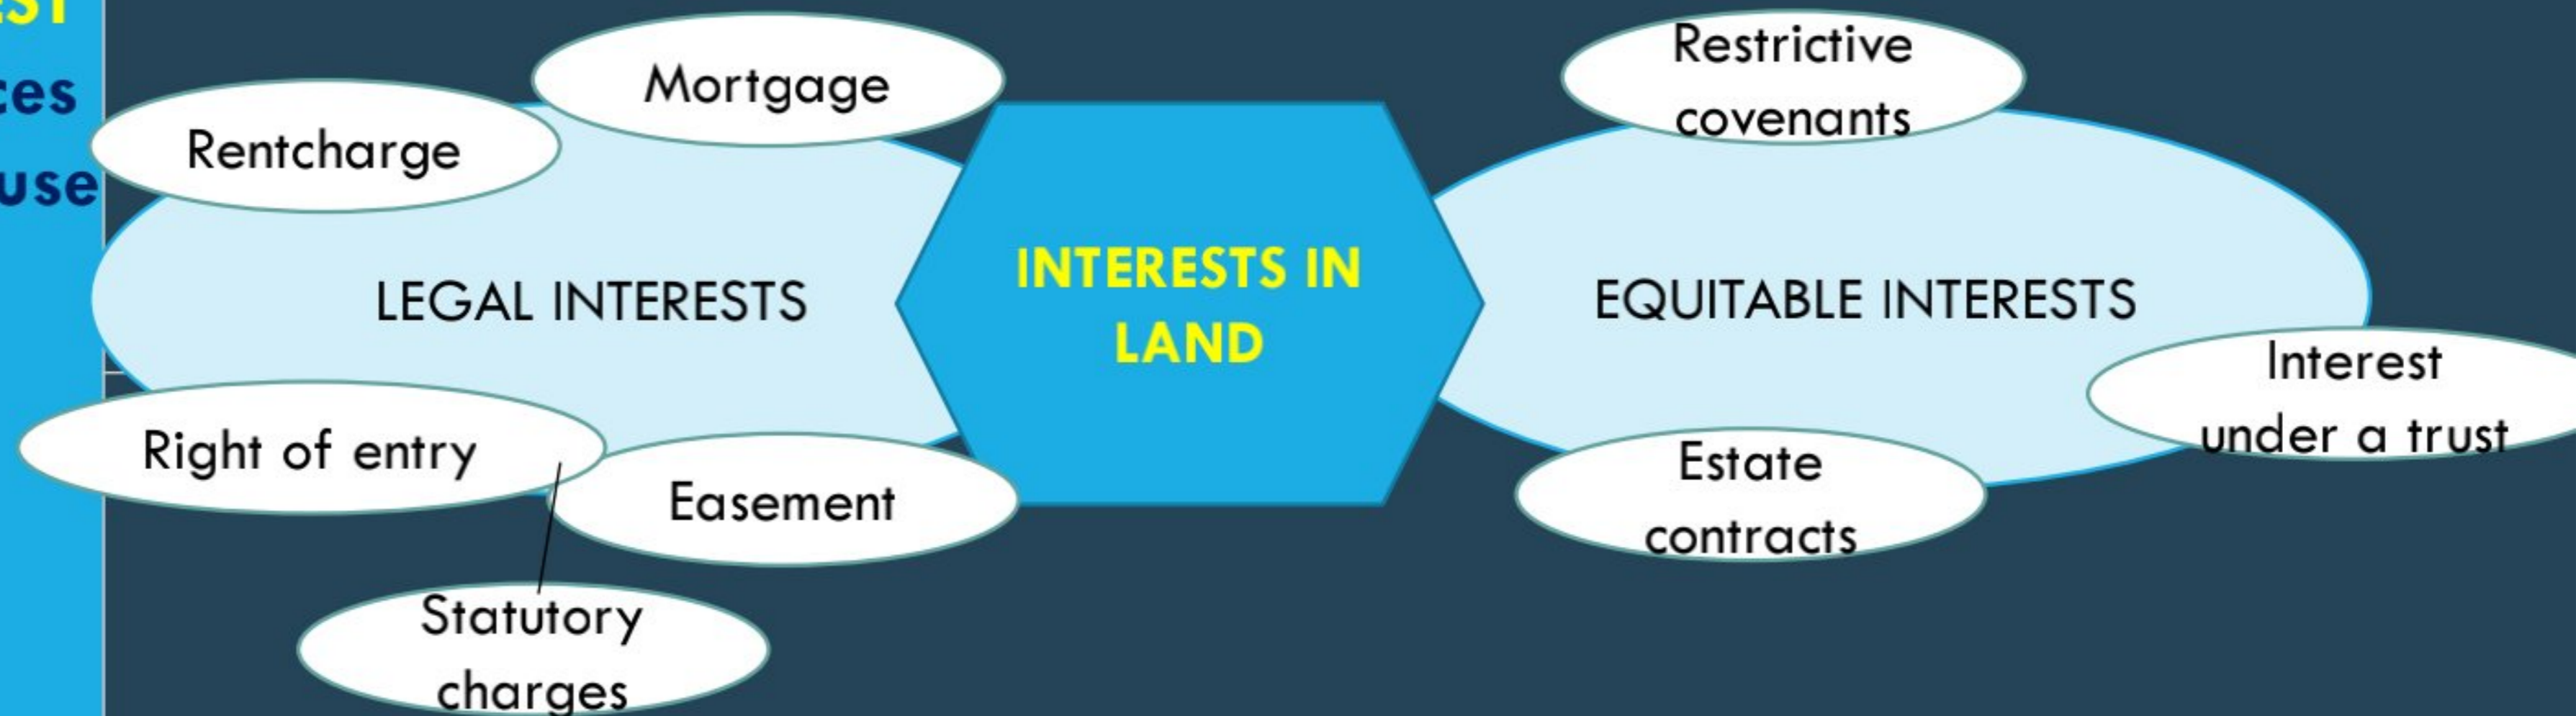 Mortgage
Rentcharge
LEGAL INTERESTS
Right of entry
Easement
Statutory
charges
INTERESTS IN
LAND
Restrictive
covenants
EQUITABLE INTERESTS
Interest
under a trust
Estate
contracts
use